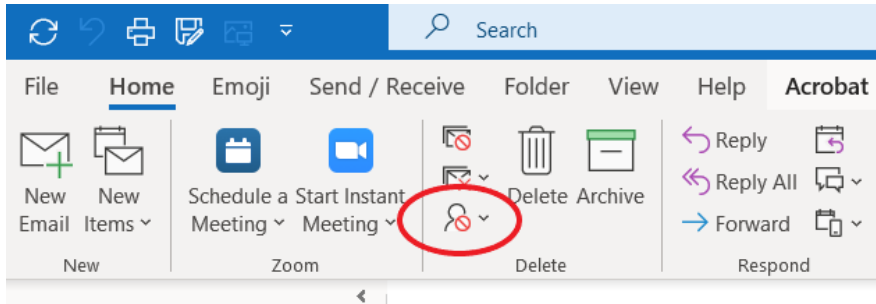 Search
File Home Emoji Send / Receive Folder View Help Acrobat
New Email
New Items
Schedule a Meeting
Start Instant Meeting
Delete
Archive
Reply
Reply All
Forward
New
Zoom
Delete
Respond